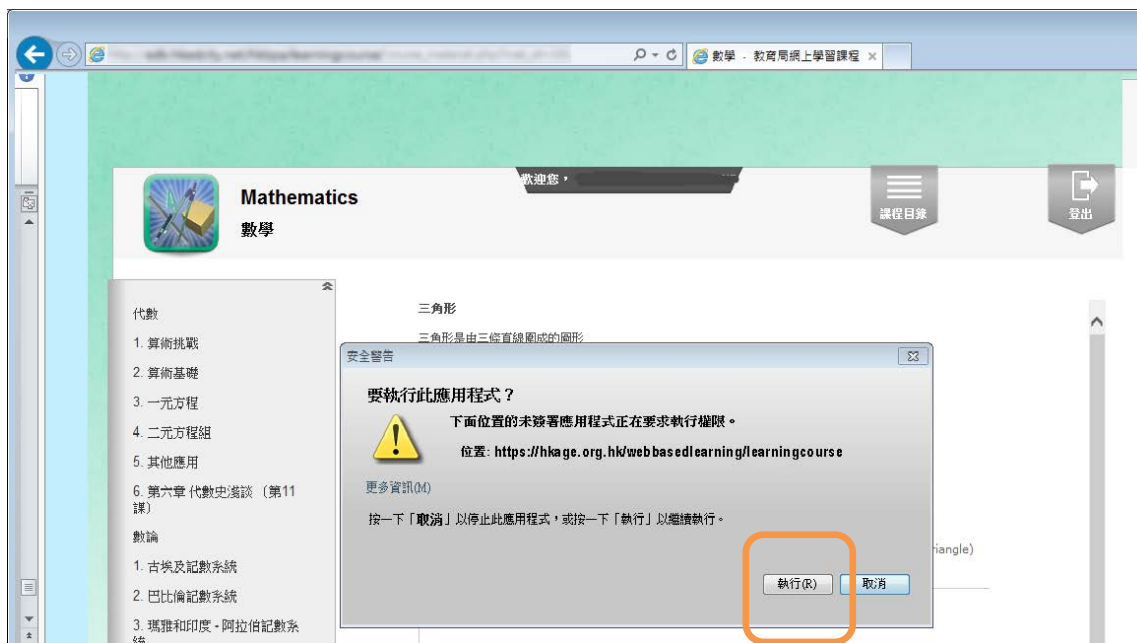 數學 - 教育局網上學習課程
Mathematics
數學
歡迎您，
課程目錄
登出
代數
1. 算術挑戰
2. 算術基礎
3. 一元方程
4. 二元方程組
5. 其他應用
6. 第六章 代數史淺談 （第11
課）
數論
1. 古埃及記數系統
2. 巴比倫記數系統
3. 瑪雅和印度 - 阿拉伯記數系
統
三角形
三角形是由三條直線圍成的圖形
安全警告
要執行此應用程式？
下面位置的未簽署應用程式正在要求執行權限。
位置: https://hkage.org.hk/webbasedlearning/learningcourse
更多資訊(M)
按一下「取消」以停止此應用程式，或按一下「執行」以繼續執行。
執行(R)
取消
riangle)